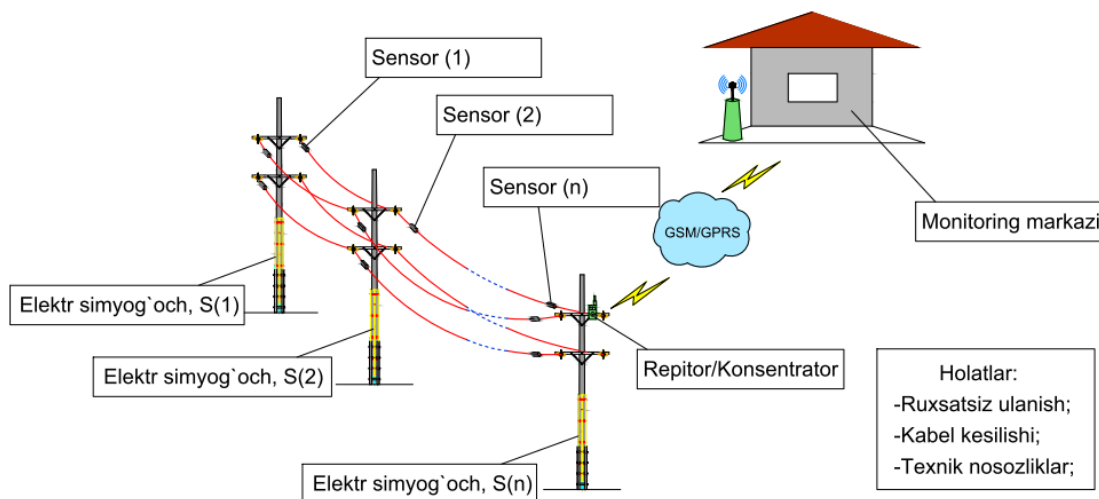 Sensor (1)
Sensor (2)
Sensor (n)
GSM/GPRS
Monitoring markazi
Elektr simyog`och, S(1)
Elektr simyog`och, S(2)
Repitor/Konsentrator
Elektr simyog`och, S(n)
Holatlar:
-Ruxsatsiz ulanish;
-Kabel kesilishi;
-Texnik nosozliklar;